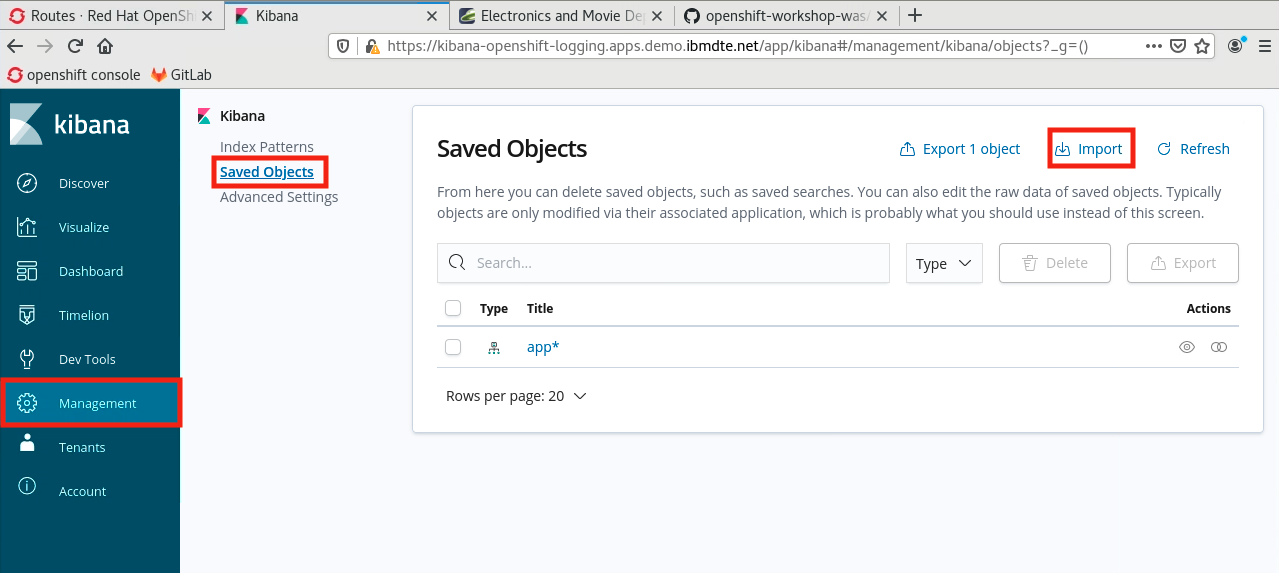 Routes · Red Hat OpenShi
Kibana
Electronics and Movie De
openshift-workshop-was/
https://kibana-openshift-logging.apps.demo.ibmdte.net/app/kibana#/management/kibana/objects?_g=()
openshift console
GitLab
kibana
Discover
Visualize
Dashboard
Timelion
Dev Tools
Management
Tenants
Account
Kibana
Index Patterns
Saved Objects
Advanced Settings
Saved Objects
Export 1 object
Import
Refresh
From here you can delete saved objects, such as saved searches. You can also edit the raw data of saved objects. Typically
objects are only modified via their associated application, which is probably what you should use instead of this screen.
Search...
Type
Delete
Export
Type Title Actions
app*
Rows per page: 20